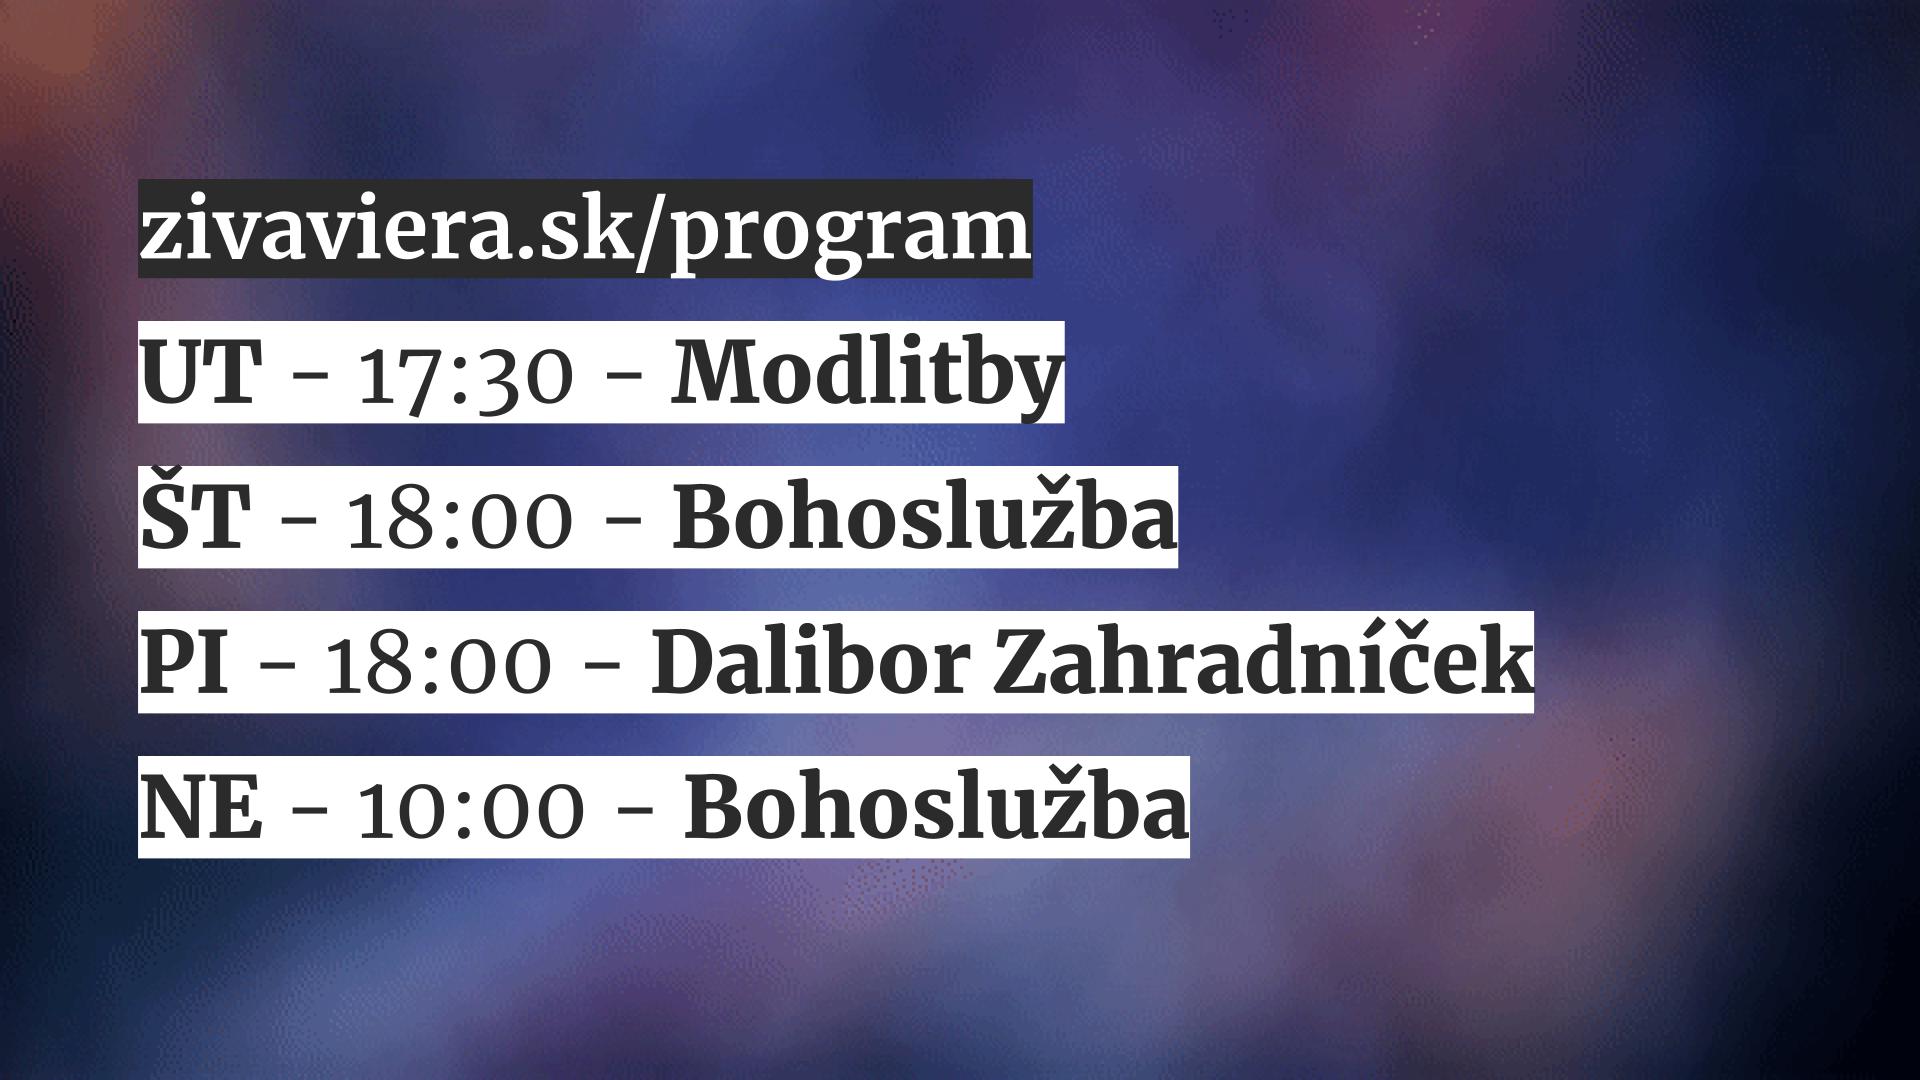 zivaviera.sk/program
UT - 17:30 - Modlitby
ŠT - 18:00 - Bohoslužba
PI - 18:00 - Dalibor Zahradníček
NE - 10:00 - Bohoslužba